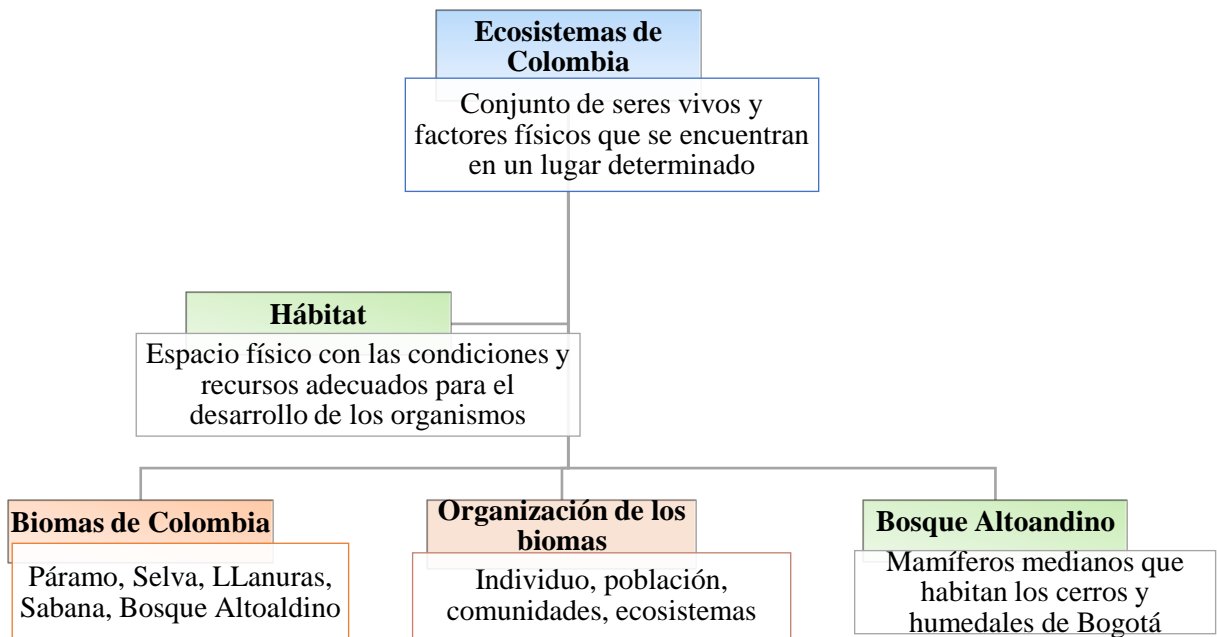 Ecosistemas de
Colombia
Conjunto de seres vivos y
factores físicos que se encuentran
en un lugar determinado
Hábitat
Espacio físico con las condiciones y
recursos adecuados para el
desarrollo de los organismos
Biomas de Colombia
Páramo, Selva, LLanuras,
Sabana, Bosque Altoaldino
Organización de los
biomas
Individuo, población,
comunidades, ecosistemas
Bosque Altoandino
Mamíferos medianos que
habitan los cerros y
humedales de Bogotá